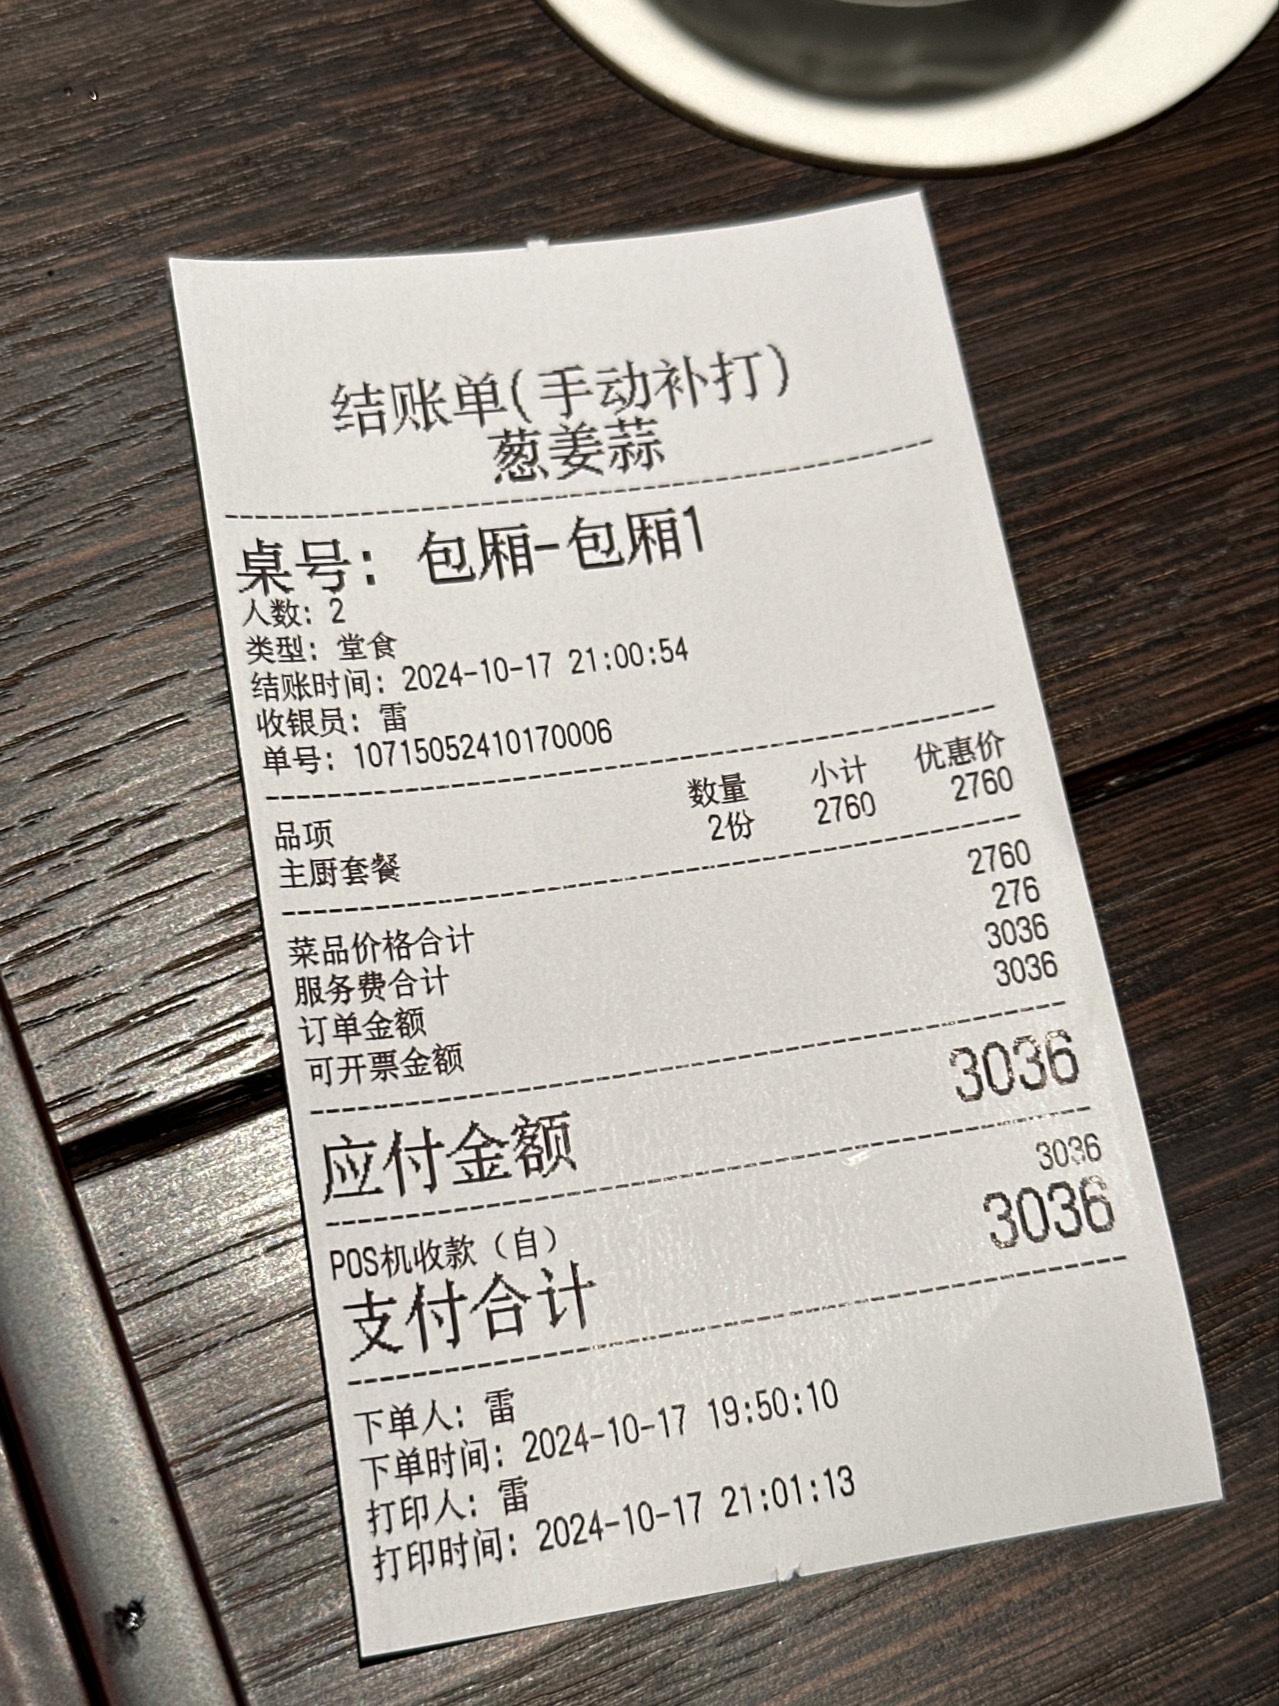 结账单(手动补打)
葱姜蒜
桌号: 包厢-包厢1
人数: 2
类型: 堂食
结账时间: 2024-10-17 21:00:54
收银员: 雷
单号: 10715052410170006
品项 数量 小计 优惠价
主厨套餐 2份 2760 2760
菜品价格合计 2760
服务费合计 276
订单金额 3036
可开票金额 3036
应付金额 3036
POS机收款（自） 3036
支付合计 3036
下单人: 雷
下单时间: 2024-10-17 19:50:10
打印人: 雷
打印时间: 2024-10-17 21:01:13